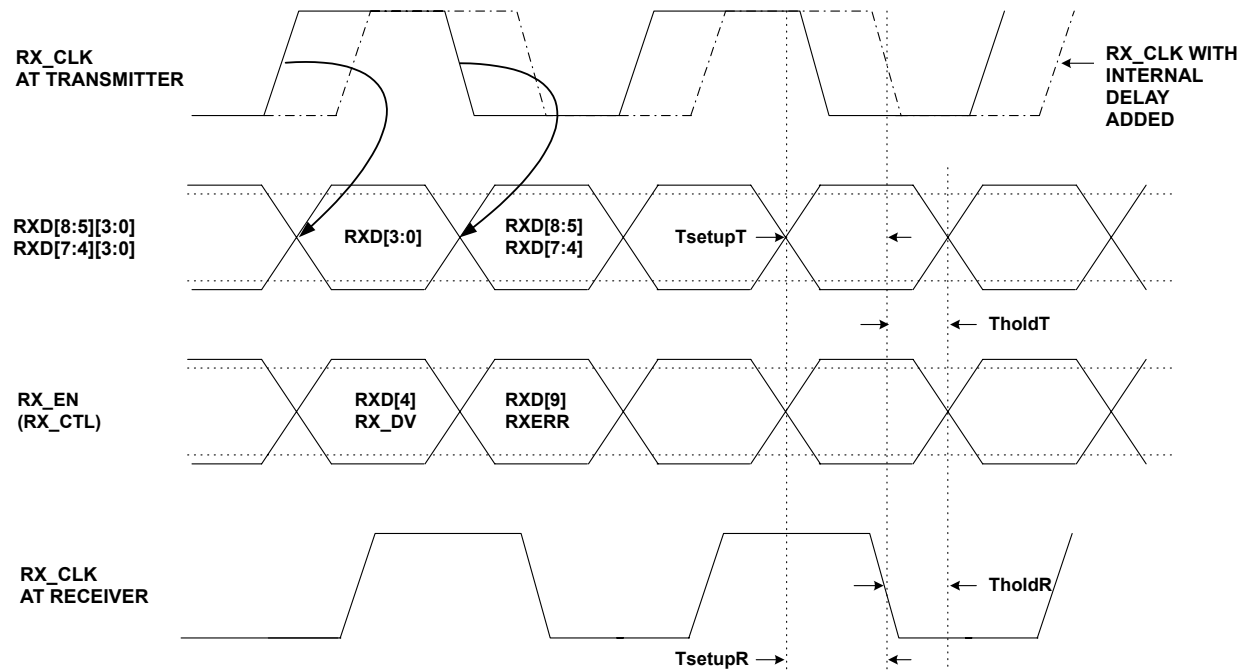 RX_CLK
AT TRANSMITTER
RX_CLK WITH
INTERNAL
DELAY
ADDED
RXD[8:5][3:0]
RXD[7:4][3:0]
RXD[3:0]
RXD[8:5]
RXD[7:4]
TsetupT
TholdT
RX_EN
(RX_CTL)
RXD[4]
RX_DV
RXD[9]
RXERR
RX_CLK
AT RECEIVER
TholdR
TsetupR